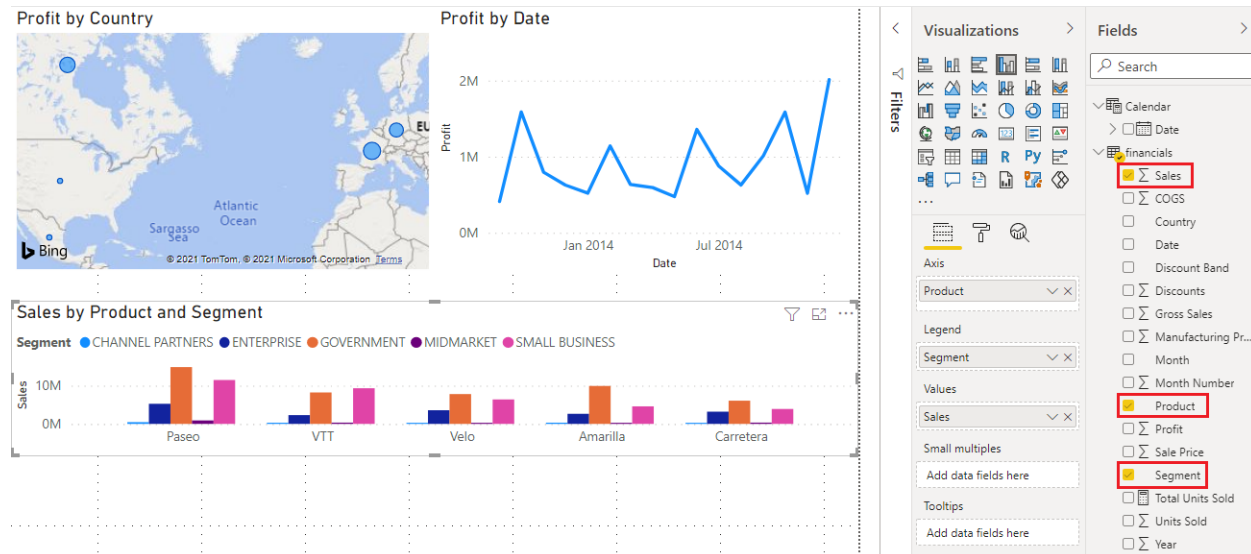 Profit by Country
EU
Atlantic
Ocean
Sargasso
Sea
Bing
© 2021 TomTom, © 2021 Microsoft Corporation Terms
Profit by Date
Profit
2M
1M
0M
Jan 2014
Jul 2014
Date
Sales by Product and Segment
Segment CHANNEL PARTNERS ENTERPRISE GOVERNMENT MIDMARKET SMALL BUSINESS
Sales
10M
0M
Paseo
VTT
Velo
Amarilla
Carretera
Filters
Visualizations
R Py
123
...
Axis
Product
Legend
Segment
Values
Sales
Small multiples
Add data fields here
Tooltips
Add data fields here
Fields
Search
Calendar
Date
financials
Σ Sales
Σ COGS
Country
Date
Discount Band
Σ Discounts
Σ Gross Sales
Σ Manufacturing Pr...
Month
Σ Month Number
Product
Σ Profit
Σ Sale Price
Segment
Total Units Sold
Σ Units Sold
Σ Year